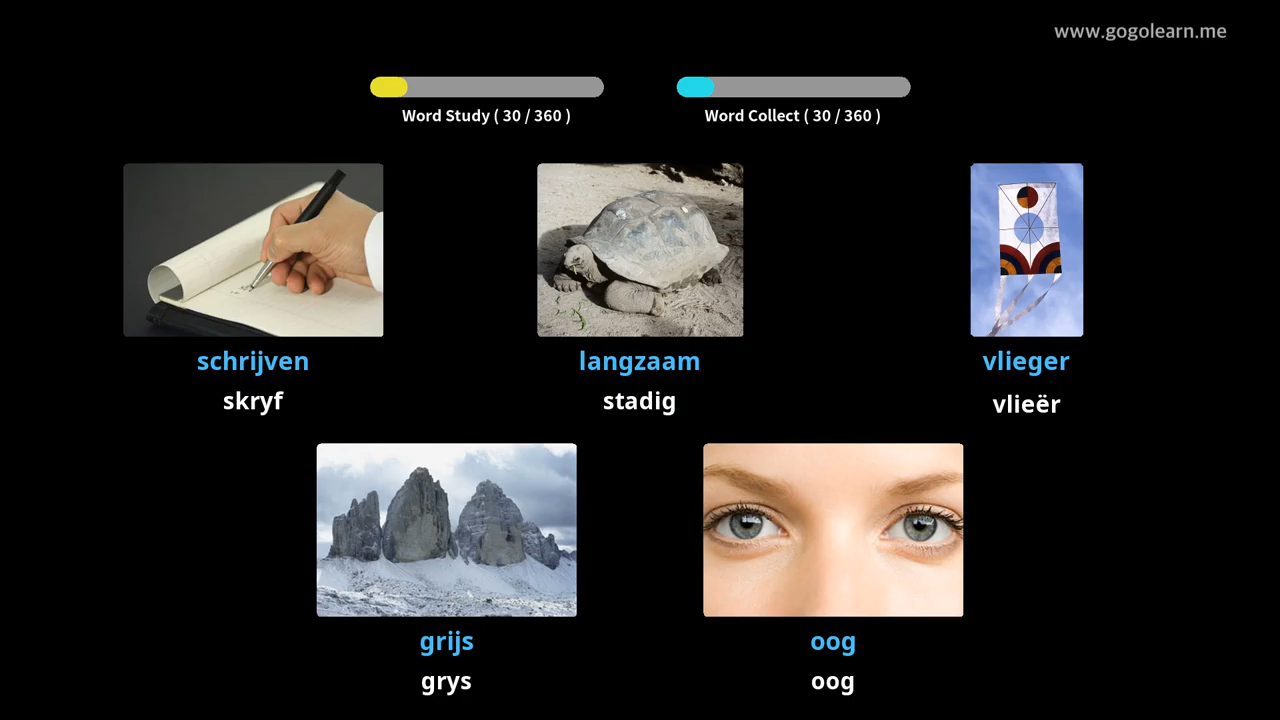 www.gogolearn.me
Word Study ( 30 / 360 )
Word Collect ( 30 / 360 )
schrijven
skryf
langzaam
stadig
vlieger
vlieër
grijs
grys
oog
oog